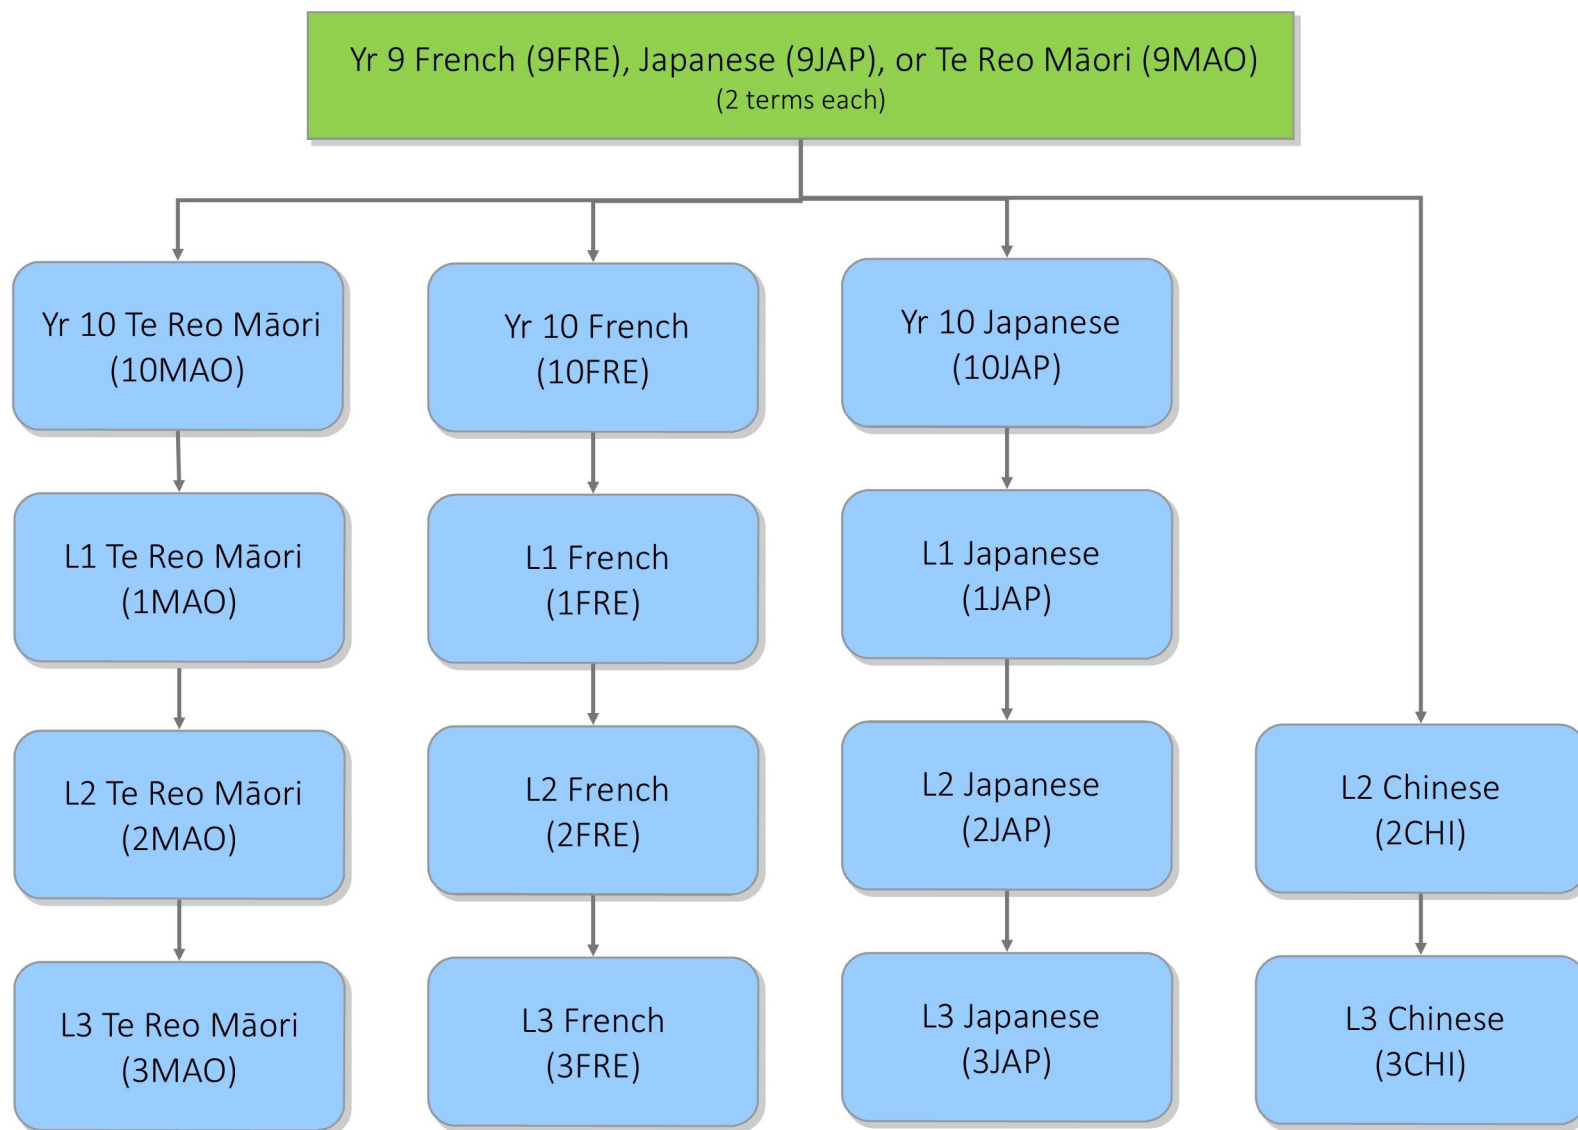 Yr 9 French (9FRE), Japanese (9JAP), or Te Reo Māori (9MAO)
(2 terms each)
Yr 10 Te Reo Māori
(10MAO)
Yr 10 French
(10FRE)
Yr 10 Japanese
(10JAP)
L1 Te Reo Māori
(1MAO)
L1 French
(1FRE)
L1 Japanese
(1JAP)
L2 Te Reo Māori
(2MAO)
L2 French
(2FRE)
L2 Japanese
(2JAP)
L2 Chinese
(2CHI)
L3 Te Reo Māori
(3MAO)
L3 French
(3FRE)
L3 Japanese
(3JAP)
L3 Chinese
(3CHI)